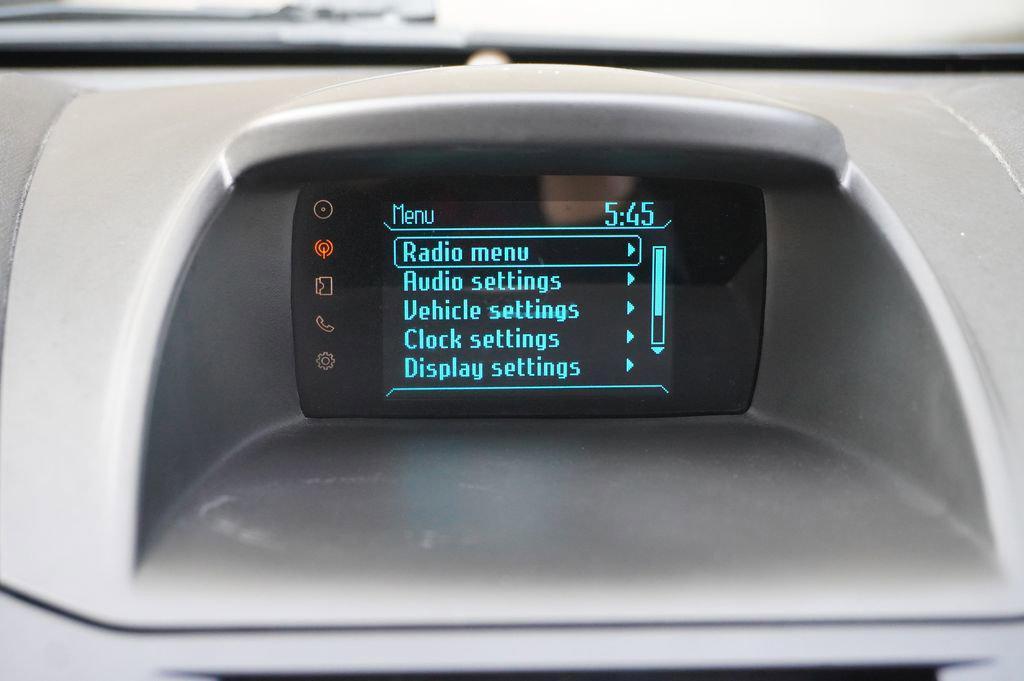 Menu 5:45
Radio menu
Audio settings
Vehicle settings
Clock settings
Display settings